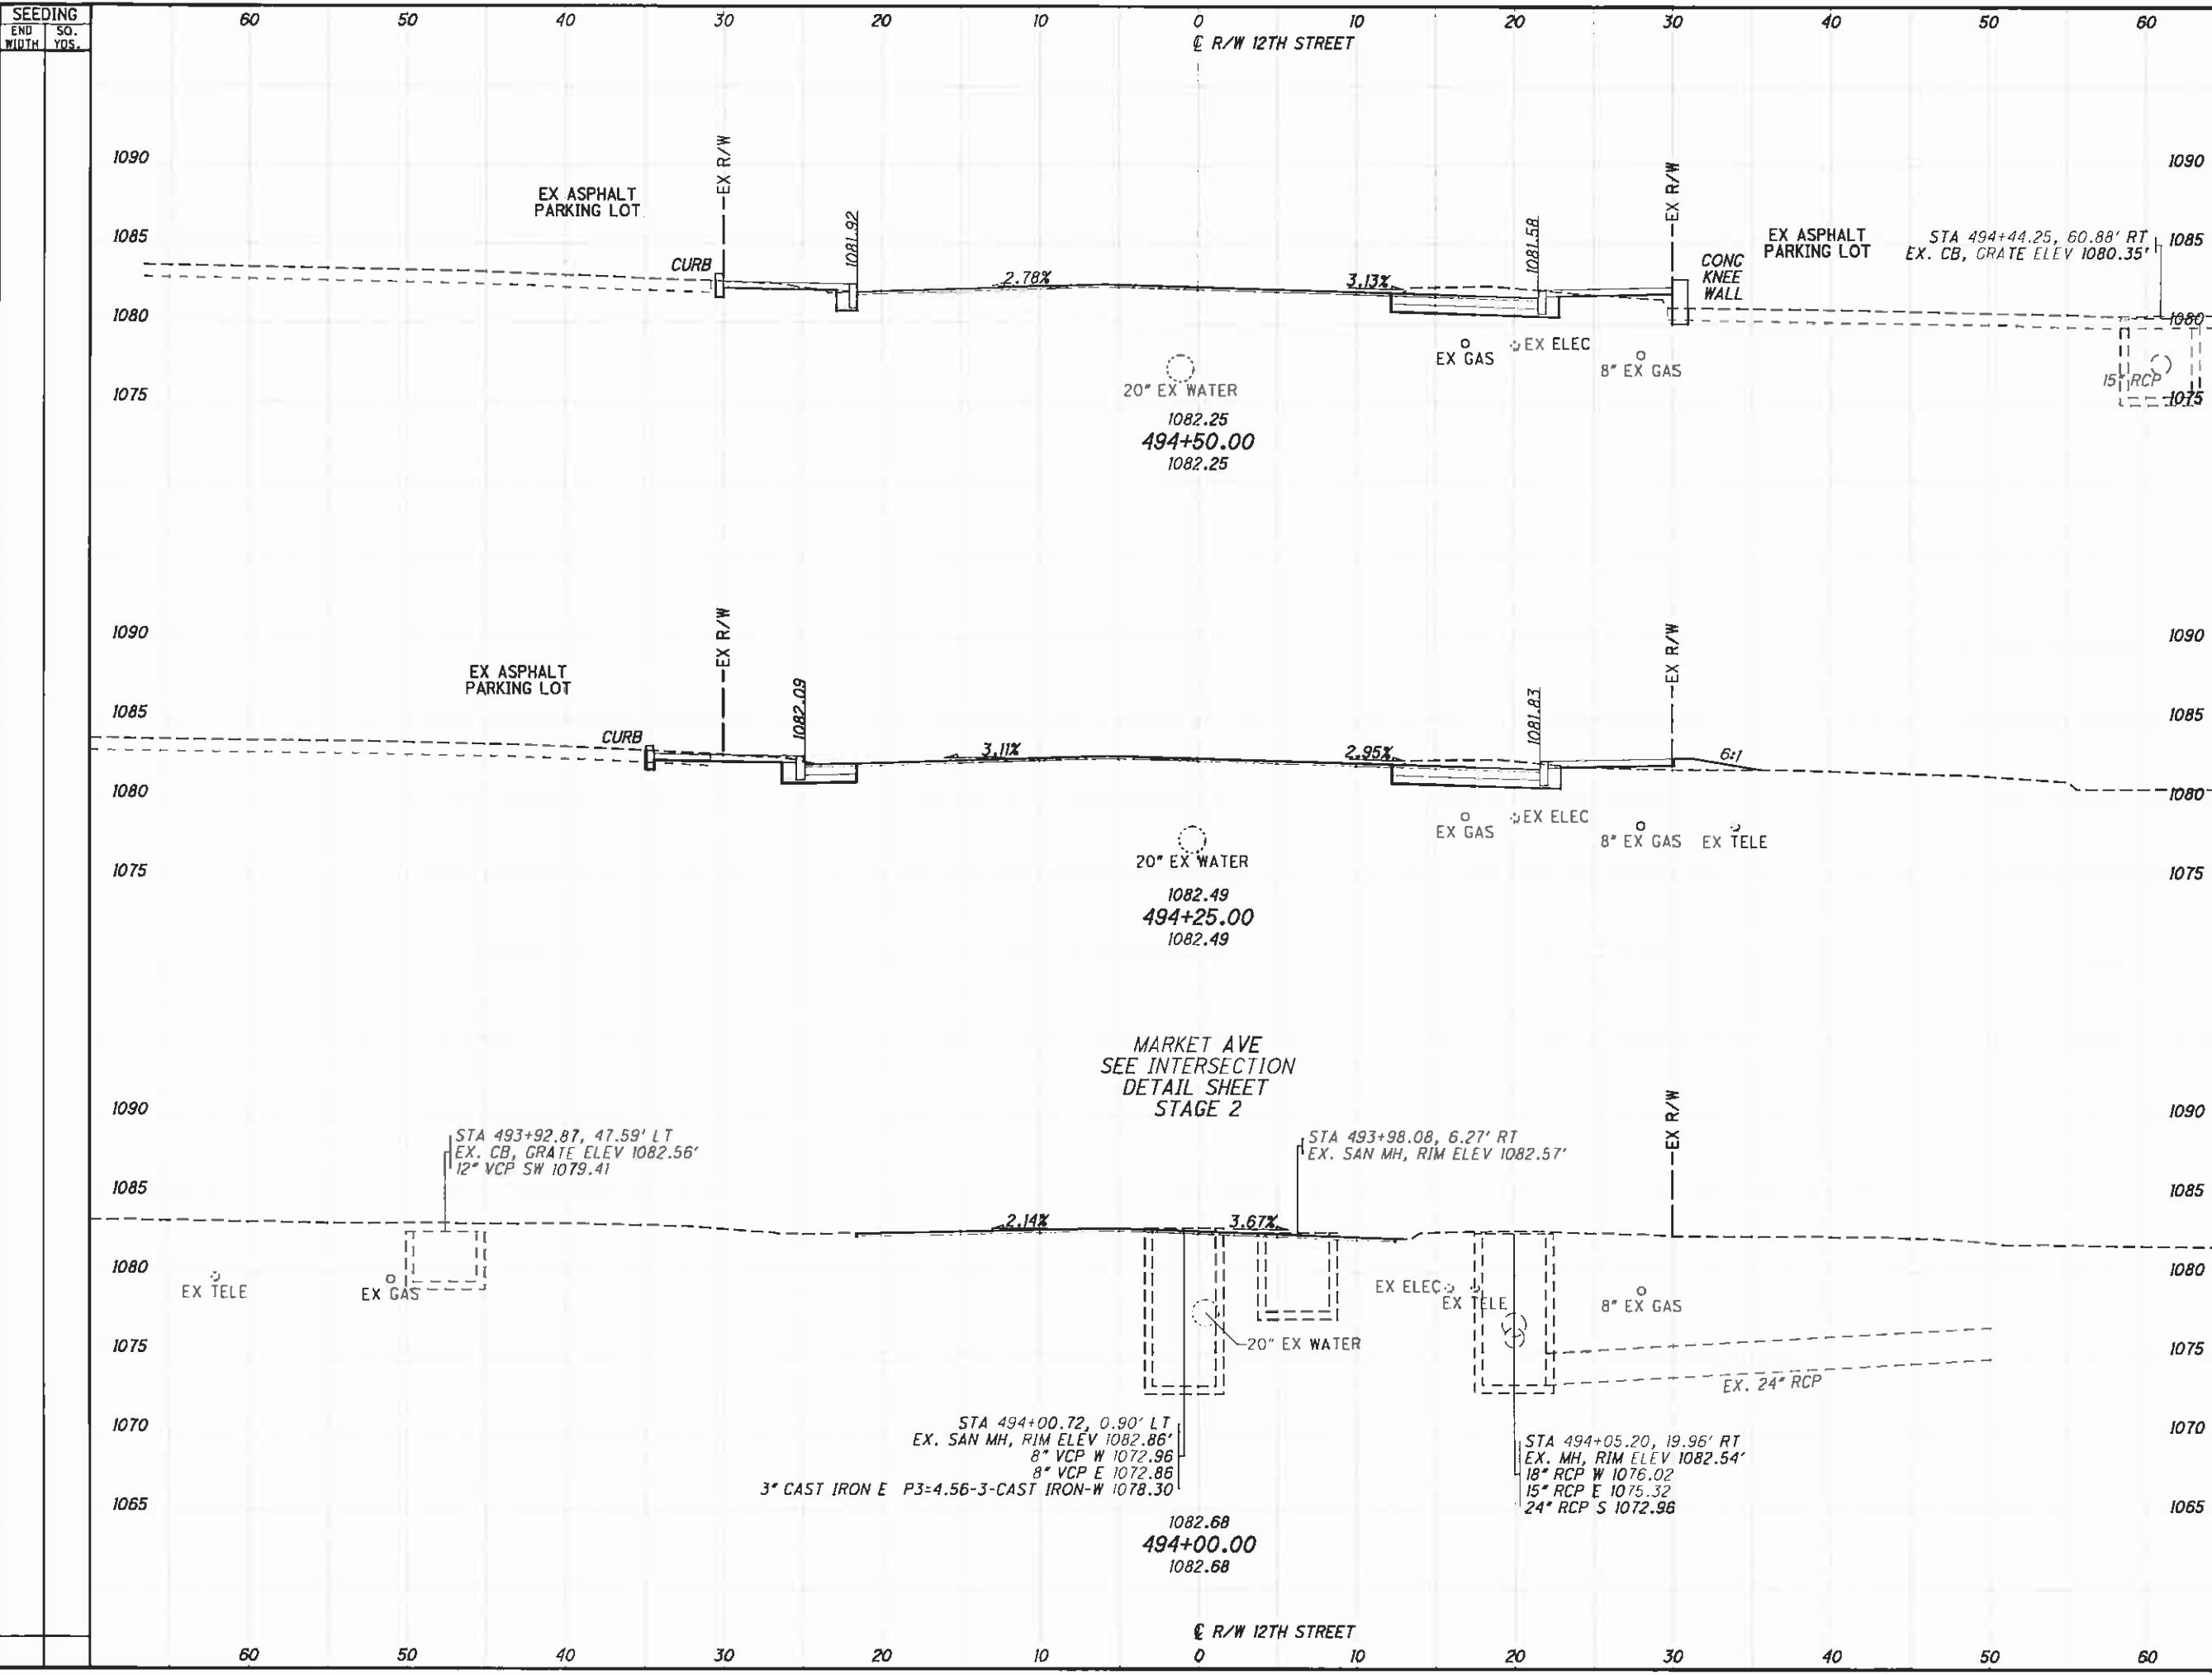 SEEDING
END WIDTH
SQ. YDS.
60 50 40 30 20 10 0 10 20 30 40 50 60
℄ R/W 12TH STREET
1090
1090
EX R/W
EX R/W
EX ASPHALT
PARKING LOT
1081.92
1081.58
EX ASPHALT
PARKING LOT
STA 494+44.25, 60.88' RT
EX. CB, GRATE ELEV 1080.35'
1085
1085
CURB
2.78%
3.13%
CONC
KNEE
WALL
1080
1080
EX GAS
EX ELEC
8" EX GAS
15" RCP
20" EX WATER
1075
1075
1082.25
494+50.00
1082.25
1090
1090
EX R/W
EX R/W
EX ASPHALT
PARKING LOT
1082.09
1081.83
1085
1085
CURB
3.11%
2.95%
6:1
1080
1080
EX GAS
EX ELEC
8" EX GAS
EX TELE
20" EX WATER
1075
1075
1082.49
494+25.00
1082.49
MARKET AVE
SEE INTERSECTION
DETAIL SHEET
STAGE 2
1090
1090
EX R/W
STA 493+92.87, 47.59' LT
EX. CB, GRATE ELEV 1082.56'
12" VCP SW 1079.41
STA 493+98.08, 6.27' RT
EX. SAN MH, RIM ELEV 1082.57'
1085
1085
2.14%
3.67%
1080
1080
EX TELE
EX GAS
EX ELEC
EX TELE
8" EX GAS
20" EX WATER
1075
1075
EX. 24" RCP
1070
1070
STA 494+00.72, 0.90' LT
EX. SAN MH, RIM ELEV 1082.86'
8" VCP W 1072.96
8" VCP E 1072.86
3" CAST IRON E P3=4.56-3-CAST IRON-W 1078.30
STA 494+05.20, 19.96' RT
EX. MH, RIM ELEV 1082.54'
18" RCP W 1076.02
15" RCP E 1075.32
24" RCP S 1072.96
1065
1065
1082.68
494+00.00
1082.68
℄ R/W 12TH STREET
60 50 40 30 20 10 0 10 20 30 40 50 60